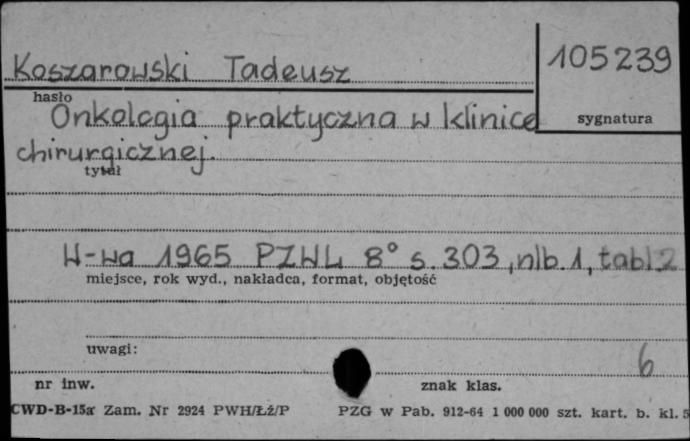 105239
Koszarowski Tadeusz
hasło
Onkologia praktyczna w klinice
sygnatura
chirurgicznej.
tytuł
W-wa 1965 PZWL 8° s. 303, nlb. 1, tabl. 2
miejsce, rok wyd., nakładca, format, objętość
uwagi:
6
nr inw.
znak klas.
CWD-B-15a Zam. Nr 2924 PWH/Łź/P PZG w Pab. 912-64 1 000 000 szt. kart. b. kl. 5